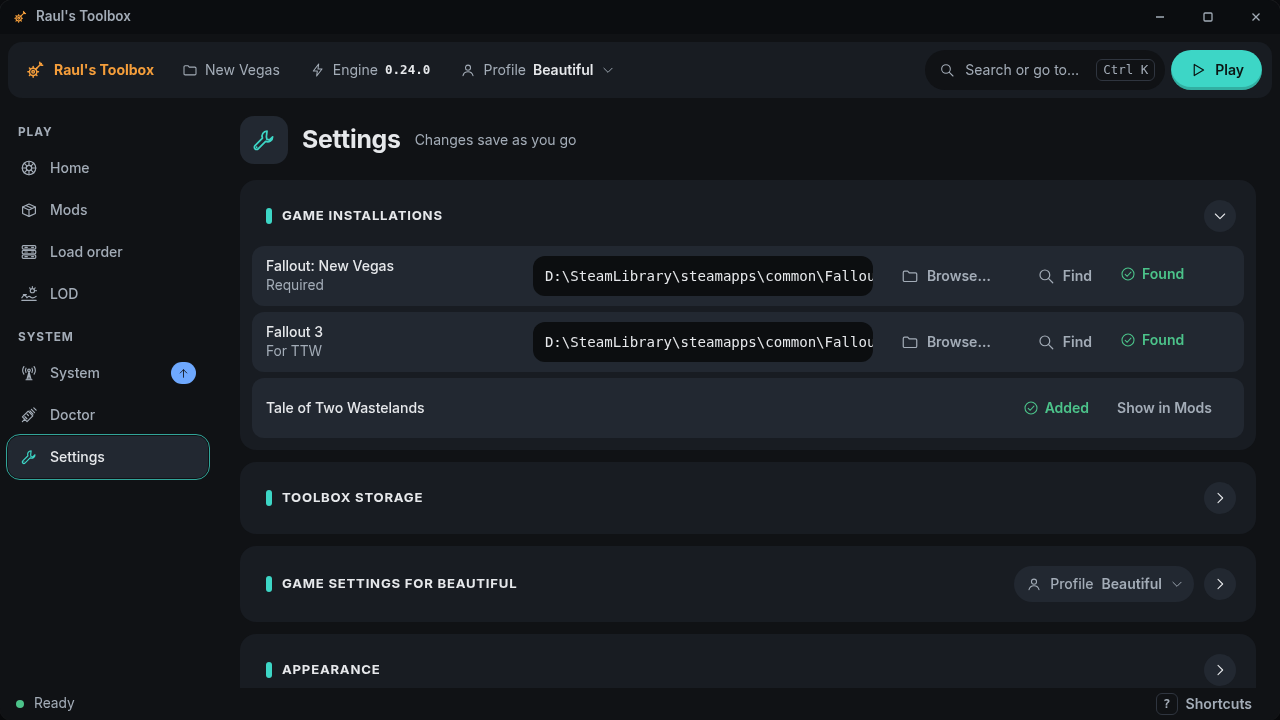 Raul's Toolbox
Raul's Toolbox
New Vegas
Engine 0.24.0
Profile Beautiful
Search or go to...
Ctrl K
Play
PLAY
Home
Mods
Load order
LOD
SYSTEM
System
Doctor
Settings
Settings
Changes save as you go
GAME INSTALLATIONS
Fallout: New Vegas
Required
D:\SteamLibrary\steamapps\common\Fallou
Browse...
Find
Found
Fallout 3
For TTW
D:\SteamLibrary\steamapps\common\Fallou
Browse...
Find
Found
Tale of Two Wastelands
Added
Show in Mods
TOOLBOX STORAGE
GAME SETTINGS FOR BEAUTIFUL
Profile Beautiful
APPEARANCE
Ready
? Shortcuts